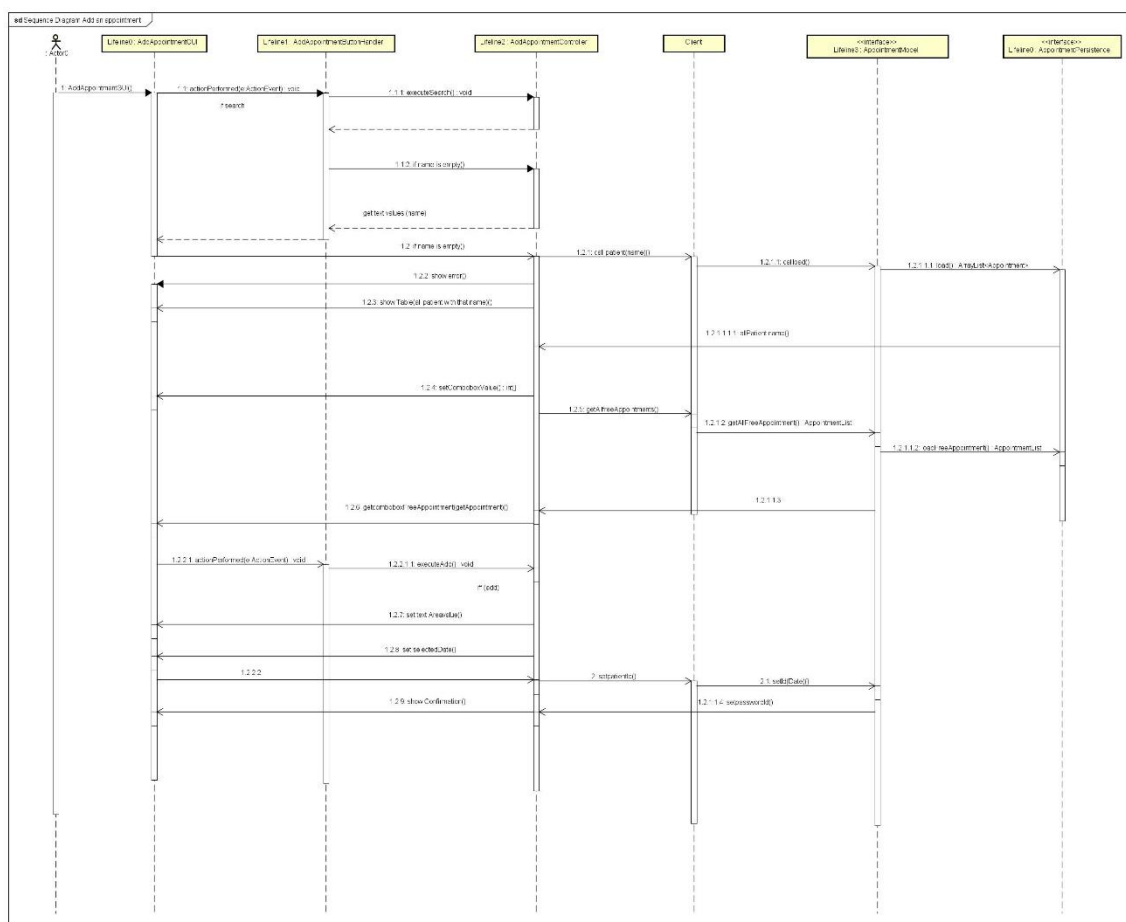 sd Sequence Diagram Add an appointment
: Actor0
Lifeline0 : AddAppointmentGUI
Lifeline1 : AddAppointmentButtonHandler
Lifeline2 : AddAppointmentController
Client
<<interface>>
Lifeline3 : AppointmentModel
<<interface>>
Lifeline0 : AppointmentPersistence
1: AddAppointmentGUI()
1.1: actionPerformed(e:ActionEvent) : void
1.1.1: executeSearch() : void
if search
1.1.2: if name is empty()
get text values (name)
1.2: if name is empty()
1.2.1: call patient(name())
1.2.1.1: call load()
1.2.1.1.1: load() : ArrayList<Appointment>
1.2.2: show error()
1.2.3: showTable(all patient with that name)()
1.2.1.1.1.1: allPatient name()
1.2.4: setComboboxValue() : int[]
1.2.5: getAllfreeAppointments()
1.2.1.2: getAllFreeAppointment() : AppointmentList
1.2.1.1.2: loadFreeAppointment() : AppointmentList
1.2.1.1.3:
1.2.6: getcomboboxFreeAppointment(getAppointment)()
1.2.2.1: actionPerformed(e:ActionEvent) : void
1.2.2.1.1: executeAdd() : void
if (add)
1.2.7: set text Areavalue()
1.2.8: set selectedDate()
1.2.2.2:
2: setpatientId()
2.1: setId(Date)()
1.2.9: show Confirmation()
1.2.1.1.4: setpasswordId()